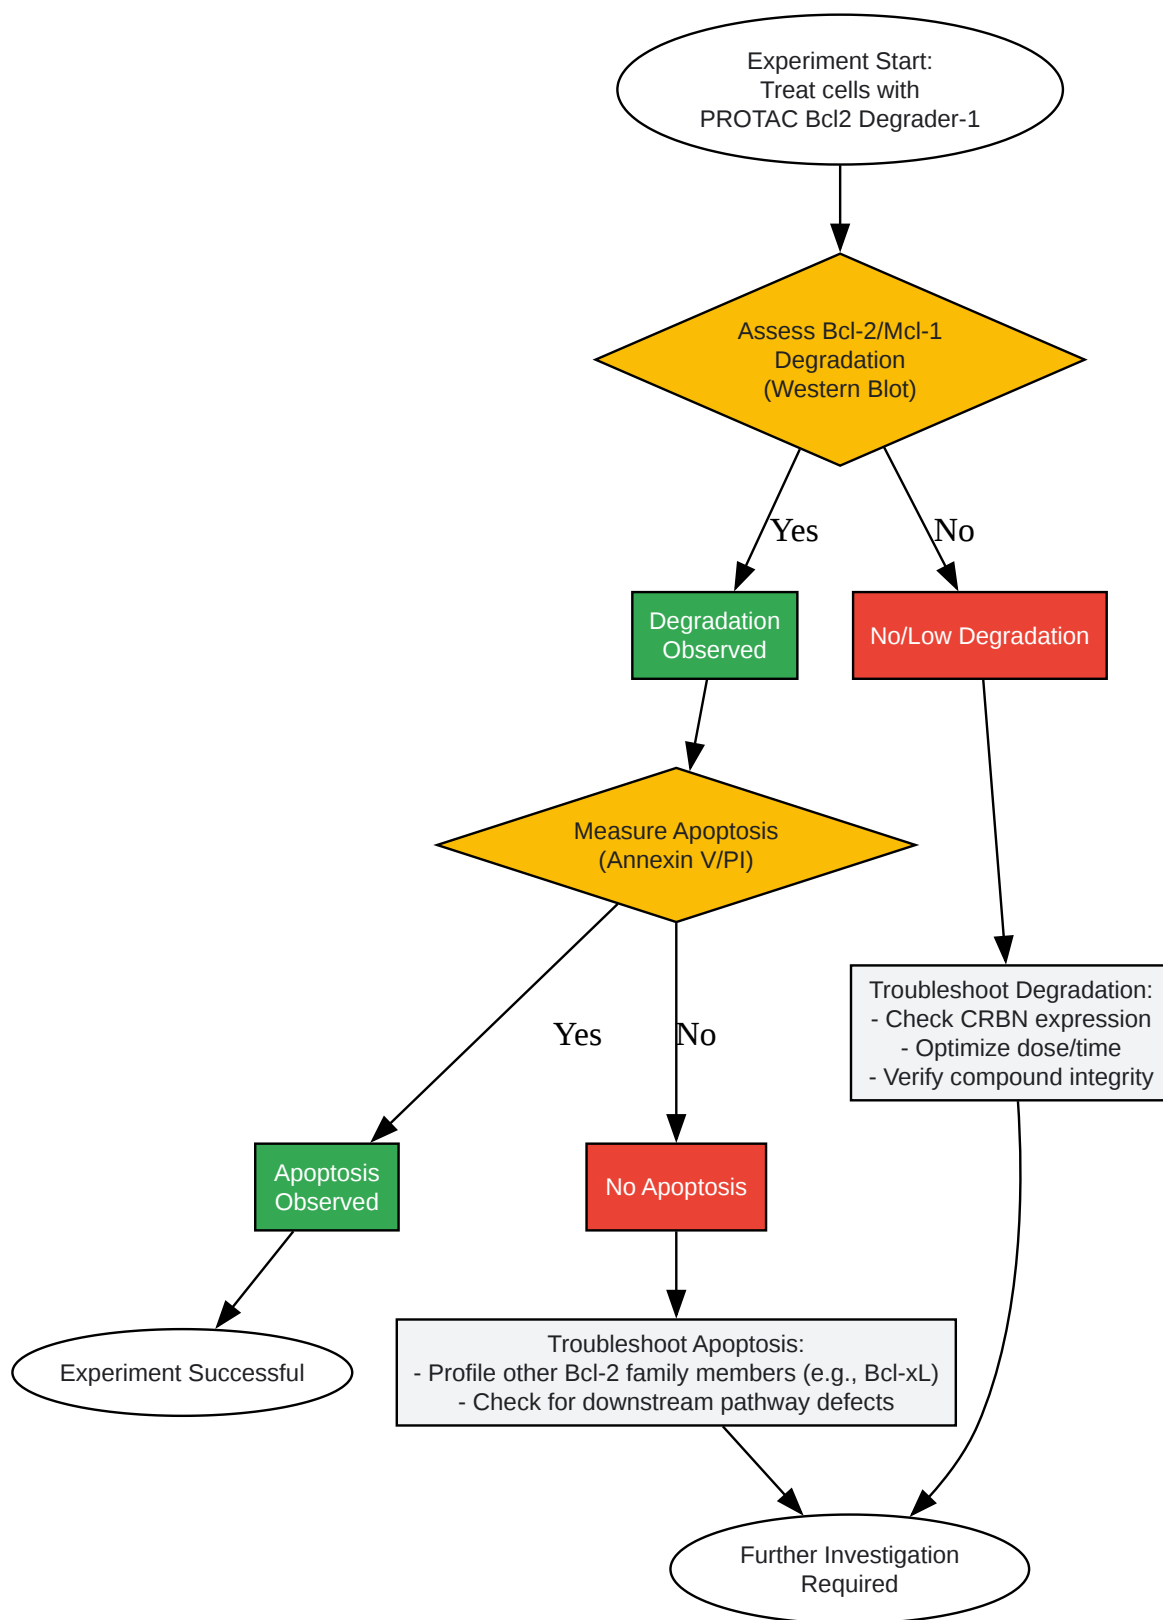 Experiment Start:
Treat cells with
PROTAC Bcl2 Degrader-1
Assess Bcl-2/Mcl-1
Degradation
(Western Blot)
Yes
No
Degradation
Observed
No/Low Degradation
Measure Apoptosis
(Annexin V/PI)
Troubleshoot Degradation:
- Check CRBN expression
- Optimize dose/time
- Verify compound integrity
Yes
No
Apoptosis
Observed
No Apoptosis
Troubleshoot Apoptosis:
- Profile other Bcl-2 family members (e.g., Bcl-xL)
- Check for downstream pathway defects
Experiment Successful
Further Investigation
Required